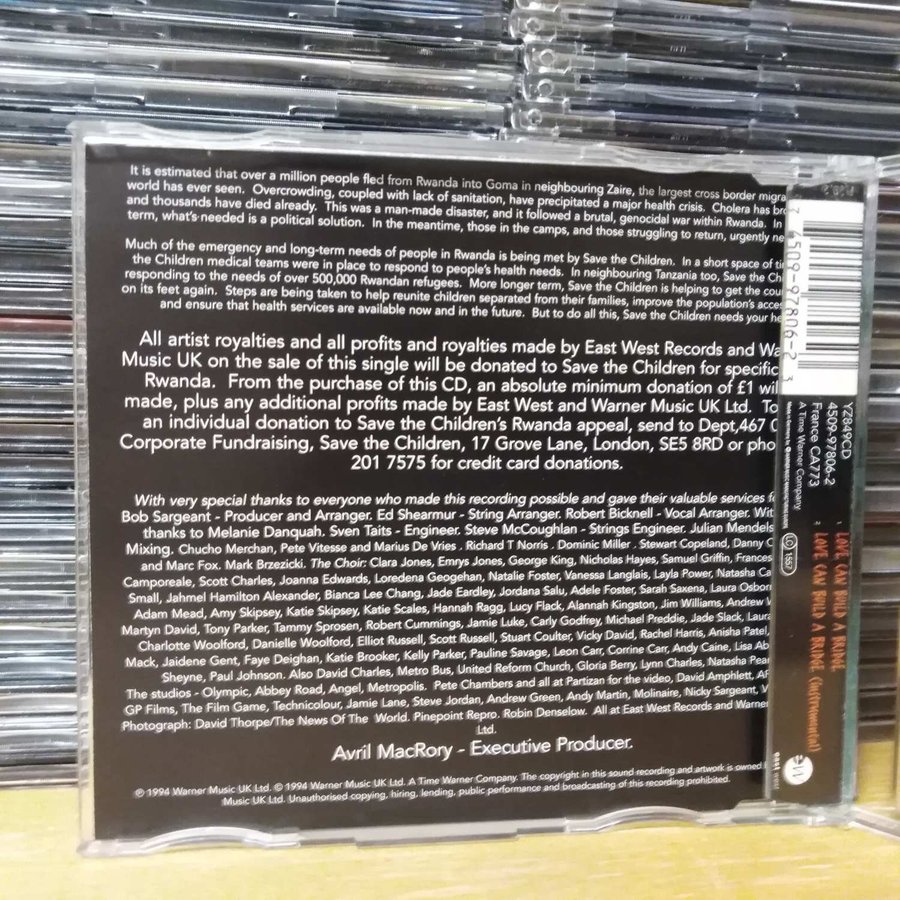 It is estimated that over a million people fled from Rwanda into Goma in neighbouring Zaire, the largest cross border migra
world has ever seen. Overcrowding, coupled with lack of sanitation, have precipitated a major health crisis. Cholera has bro
and thousands have died already. This was a man-made disaster, and it followed a brutal, genocidal war within Rwanda. In
term, what's needed is a political solution. In the meantime, those in the camps, and those struggling to return, urgently ne
Much of the emergency and long-term needs of people in Rwanda is being met by Save the Children. In a short space of ti
the Children medical teams were in place to respond to people's health needs. In neighbouring Tanzania too, Save the Chi
responding to the needs of over 500,000 Rwandan refugees. More longer term, Save the Children is helping to get the cou
on its feet again. Steps are being taken to help reunite children separated from their families, improve the population's acces
and ensure that health services are available now and in the future. But to do all this, Save the Children needs your he
All artist royalties and all profits and royalties made by East West Records and Wa
Music UK on the sale of this single will be donated to Save the Children for specific
Rwanda. From the purchase of this CD, an absolute minimum donation of £1 wil
made, plus any additional profits made by East West and Warner Music UK Ltd. To
an individual donation to Save the Children's Rwanda appeal, send to Dept,467 C
Corporate Fundraising, Save the Children, 17 Grove Lane, London, SE5 8RD or pho
201 7575 for credit card donations.
With very special thanks to everyone who made this recording possible and gave their valuable services f
Bob Sargeant - Producer and Arranger. Ed Shearmur - String Arranger. Robert Bicknell - Vocal Arranger. Wit
thanks to Melanie Danquah. Sven Taits - Engineer. Steve McCoughlan - Strings Engineer. Julian Mendels
Mixing. Chucho Merchan, Pete Vitesse and Marius De Vries . Richard T Norris . Dominic Miller . Stewart Copeland, Danny C
and Marc Fox. Mark Brzezicki. The Choir: Clara Jones, Emrys Jones, George King, Nicholas Hayes, Samuel Griffin, Frances
Camporeale, Scott Charles, Joanna Edwards, Loredena Geogehan, Natalie Foster, Vanessa Langlais, Layla Power, Natasha Ca
Small, Jahmel Hamilton Alexander, Bianca Lee Chang, Jade Eardley, Jordana Salu, Adele Foster, Sarah Saxena, Laura Osbor
Adam Mead, Amy Skipsey, Katie Skipsey, Katie Scales, Hannah Ragg, Lucy Flack, Alannah Kingston, Jim Williams, Andrew W
Martyn David, Tony Parker, Tammy Sprosen, Robert Cummings, Jamie Luke, Carly Godfrey, Michael Preddie, Jade Slack, Laura
Charlotte Woolford, Danielle Woolford, Elliot Russell, Scott Russell, Stuart Coulter, Vicky David, Rachel Harris, Anisha Patel,
Mack, Jaidene Gent, Faye Deighan, Katie Brooker, Kelly Parker, Pauline Savage, Leon Carr, Corrine Carr, Andy Caine, Lisa Ab
Sheyne, Paul Johnson. Also David Charles, Metro Bus, United Reform Church, Gloria Berry, Lynn Charles, Natasha Pear
The studios - Olympic, Abbey Road, Angel, Metropolis. Pete Chambers and all at Partizan for the video, David Amphlett, AF
GP Films, The Film Game, Technicolour, Jamie Lane, Steve Jordan, Andrew Green, Andy Martin, Molinaire, Nicky Sargeant, V
Photograph: David Thorpe/The News Of The World. Pinepoint Repro. Robin Denselow. All at East West Records and Warner
Ltd.
Avril MacRory - Executive Producer.
℗ 1994 Warner Music UK Ltd. © 1994 Warner Music UK Ltd. A Time Warner Company. The copyright in this sound recording and artwork is owned
Music UK Ltd. Unauthorised copying, hiring, lending, public performance and broadcasting of this recording prohibited.
7 45099-97806-2 3
YZ849CD
4509-97806-2
France CA773
A Time Warner Company
LC 1557
1. LOVE CAN BUILD A BRIDGE
2. LOVE CAN BUILD A BRIDGE (instrumental)
ew
east west